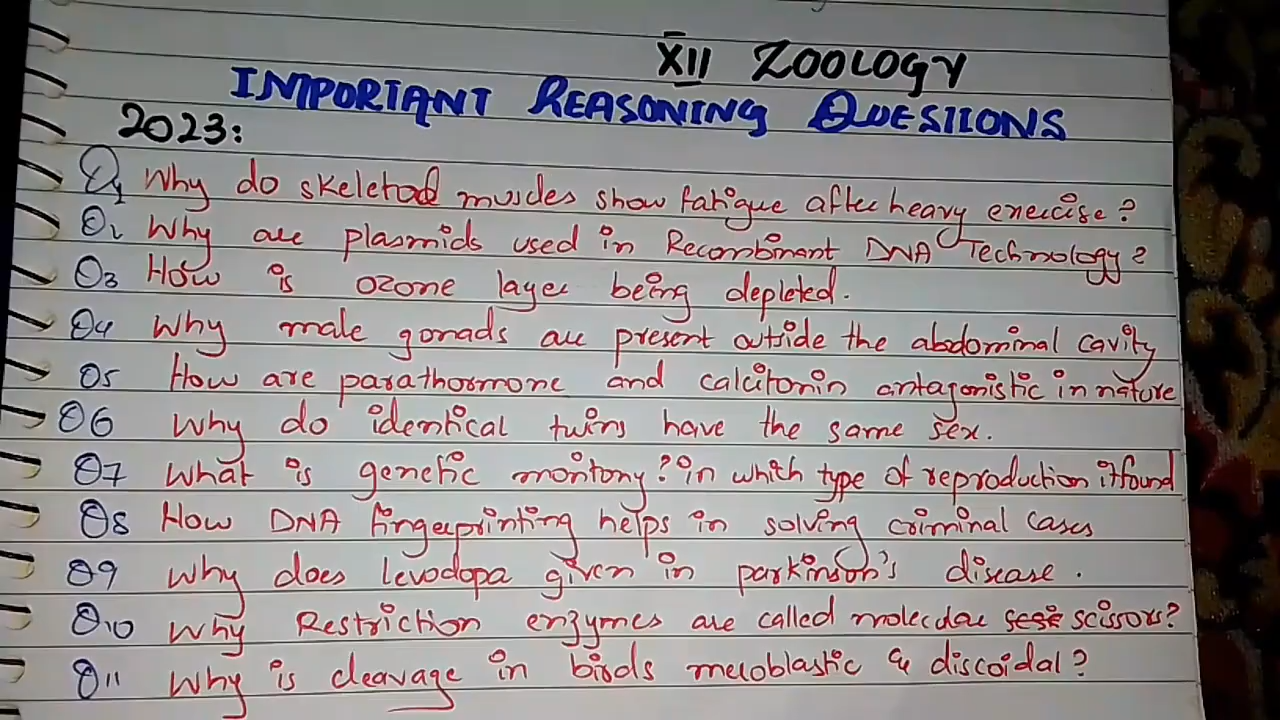 XII ZOOLOGY
IMPORTANT REASONING QUESTIONS
2023:
Q1 Why do skeletal muscles show fatigue after heavy exercise?
Q2 Why are plasmids used in Recombinant DNA Technology?
Q3 How is ozone layer being depleted.
Q4 Why male gonads are present outside the abdominal cavity
Q5 How are parathormone and calcitonin antagonistic in nature
Q6 Why do identical twins have the same sex.
Q7 What is genetic montony? in which type of reproduction it found
Q8 How DNA fingerprinting helps in solving criminal cases
Q9 Why does levodopa given in parkinson's disease.
Q10 Why Restriction enzymes are called molecular scissors?
Q11 Why is cleavage in birds meroblastic & discoidal?